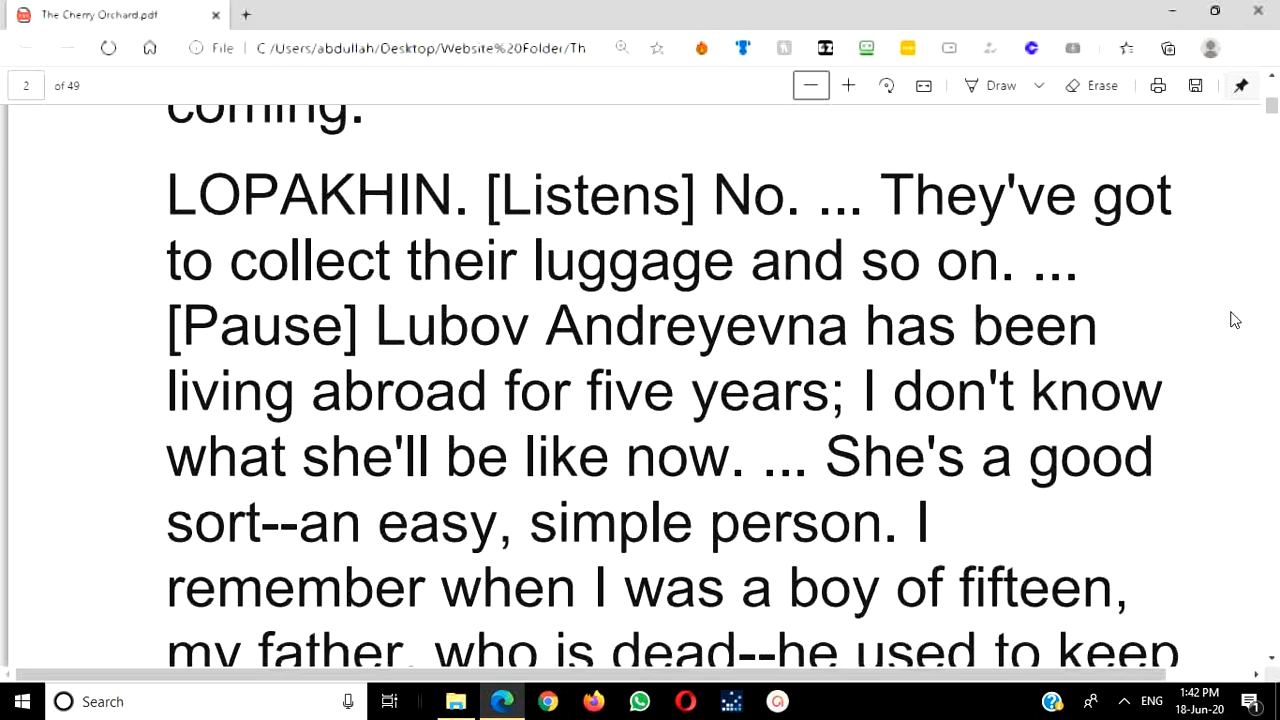 The Cherry Orchard.pdf
File
C /Users/abdullah/Desktop/Website%20Folder/Th
2 of 49
Draw
Erase
coming.
LOPAKHIN. [Listens] No. ... They've got
to collect their luggage and so on. ...
[Pause] Lubov Andreyevna has been
living abroad for five years; I don't know
what she'll be like now. ... She's a good
sort--an easy, simple person. I
remember when I was a boy of fifteen,
my father, who is dead--he used to keep
Search
ENG
1:42 PM
18-Jun-20
1